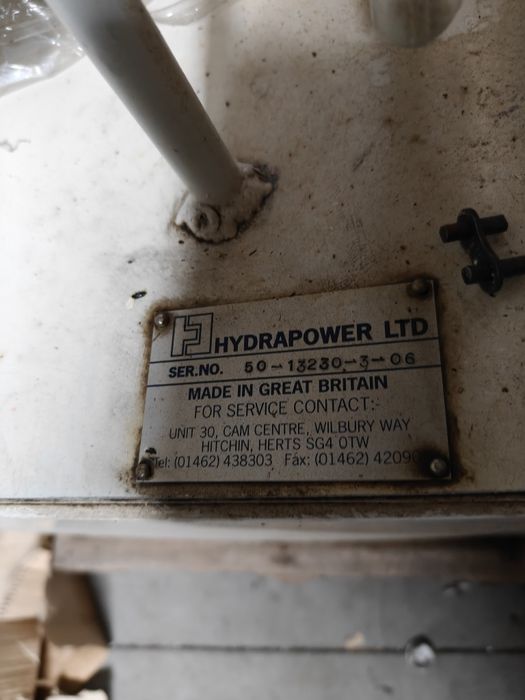 HYDRAPOWER LTD
SER.NO. 50-13230-3-06
MADE IN GREAT BRITAIN
FOR SERVICE CONTACT:-
UNIT 30, CAM CENTRE, WILBURY WAY
HITCHIN, HERTS SG4 0TW
Tel: (01462) 438303 Fax: (01462)